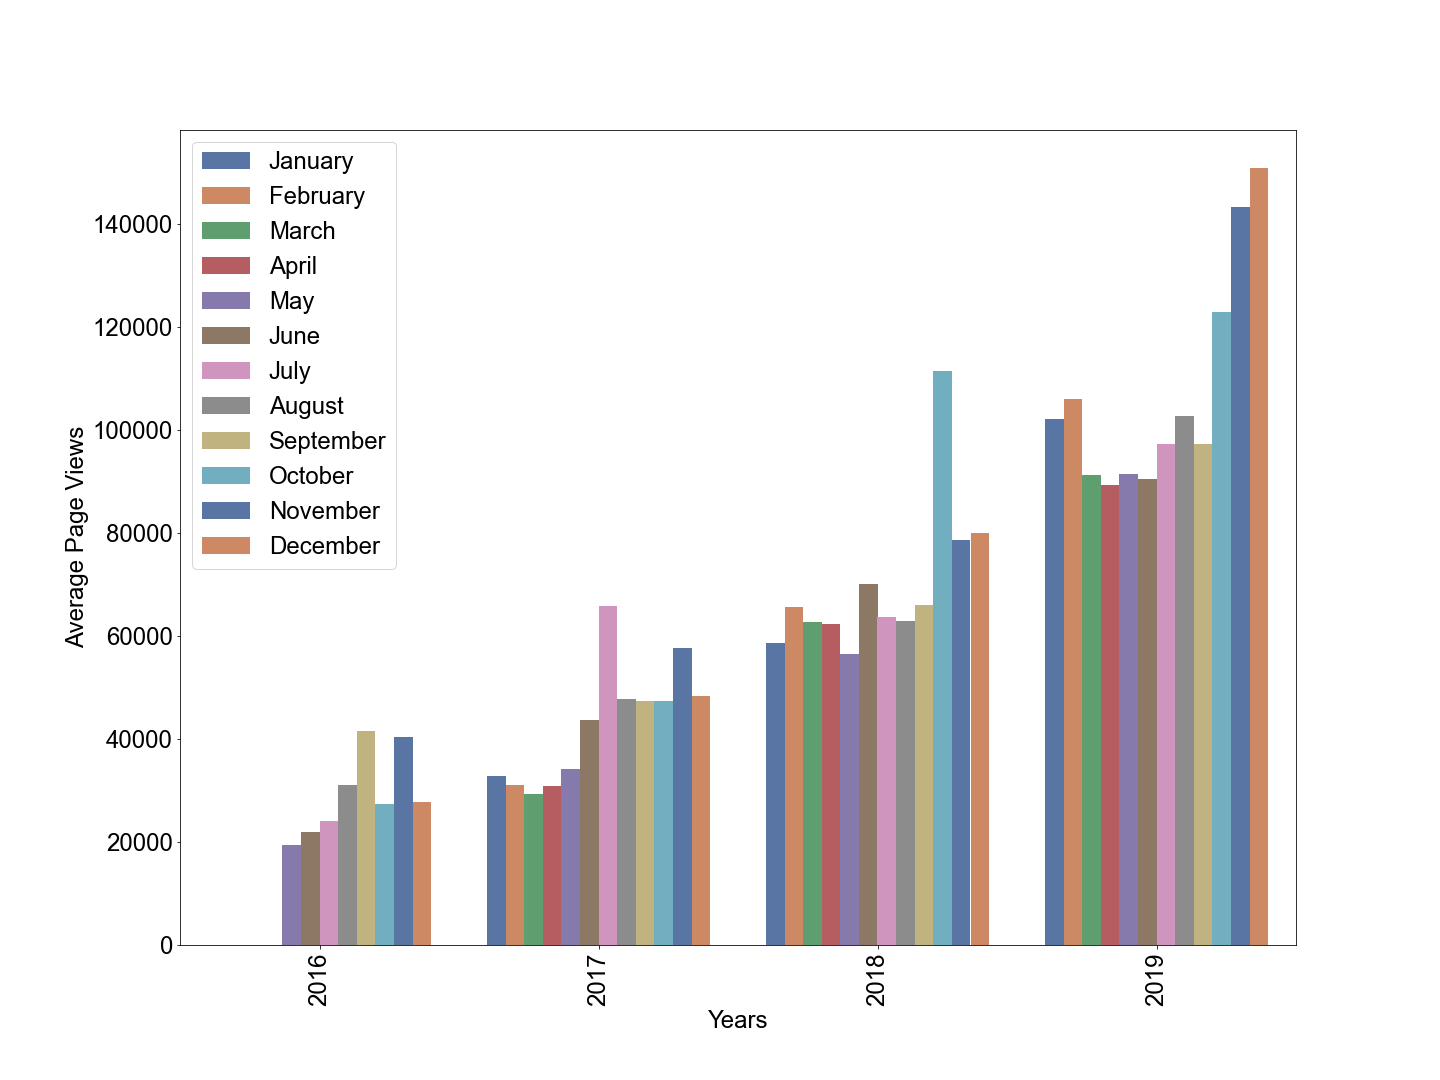 January
February
March
April
May
June
July
August
September
October
November
December
140000
120000
100000
80000
60000
40000
20000
0
Average Page Views
2016
2017
2018
2019
Years